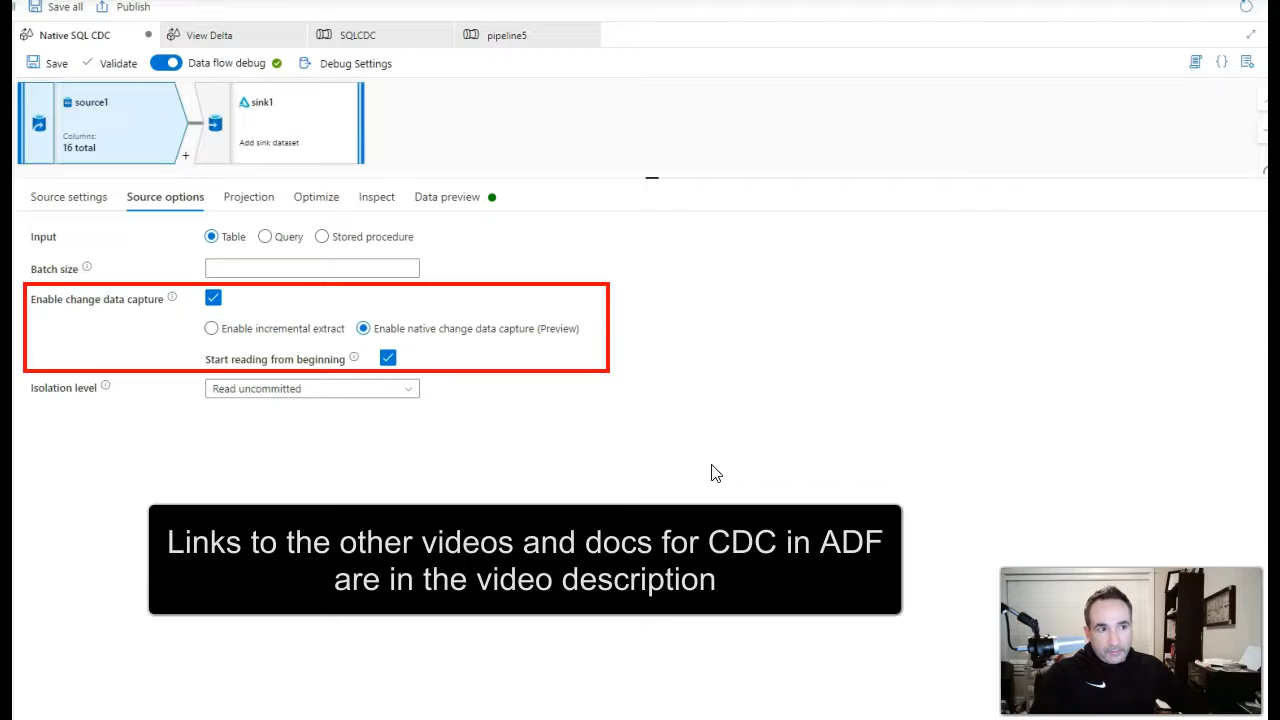 Save all Publish
Native SQL CDC View Delta SQLCDC pipeline5
Save Validate Data flow debug Debug Settings
source1
Columns:
16 total
+
sink1
Add sink dataset
Source settings Source options Projection Optimize Inspect Data preview
Input Table Query Stored procedure
Batch size
Enable change data capture
Enable incremental extract Enable native change data capture (Preview)
Start reading from beginning
Isolation level Read uncommitted
Links to the other videos and docs for CDC in ADF
are in the video description